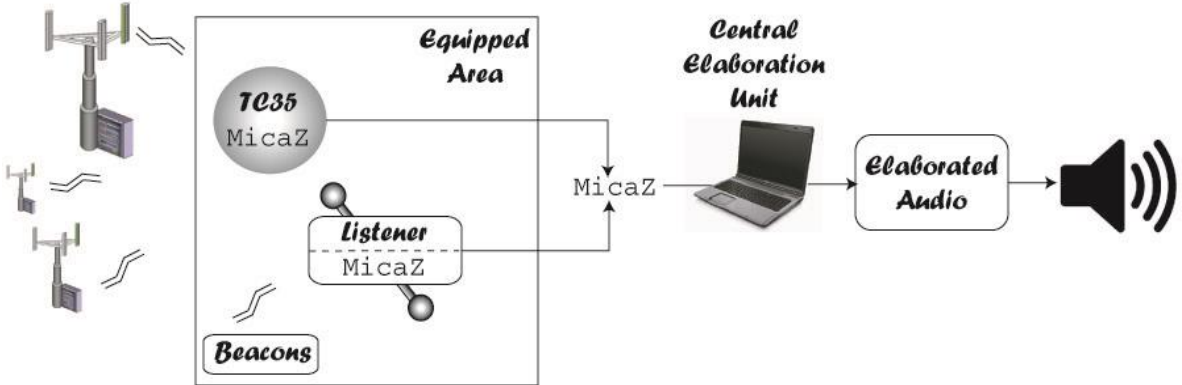 Equipped
Area
TC35
MicaZ
Listener
MicaZ
Beacons
MicaZ
Central
Elaboration
Unit
Elaborated
Audio